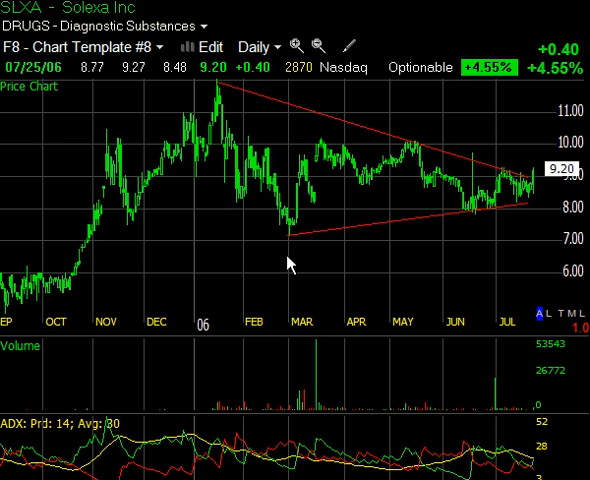 SLXA - Solexa Inc
DRUGS - Diagnostic Substances
F8 - Chart Template #8 Edit Daily
+0.40
07/25/06 8.77 9.27 8.48 9.20 +0.40 2870 Nasdaq Optionable +4.55% +4.55%
Price Chart
11.00
10.00
9.20
9.00
8.00
7.00
6.00
EP OCT NOV DEC 06 FEB MAR APR MAY JUN JUL
A L T M L
1.0
Volume
53543
26772
0
ADX: Prd: 14; Avg: 30
52
28
3